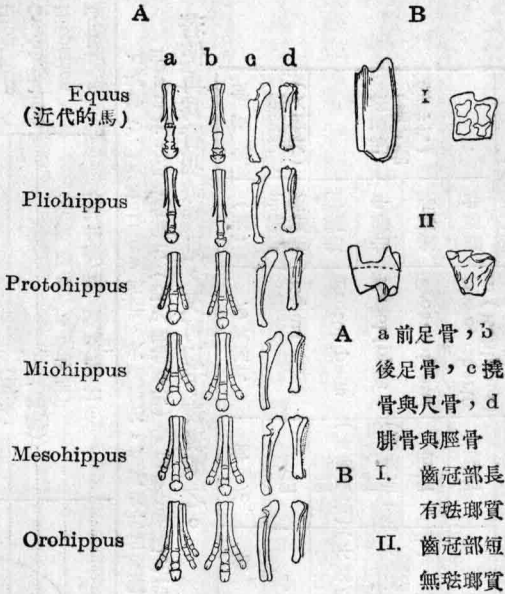 A
B
a b c d
Equus
(近代的馬)
Pliohippus
Protohippus
Miohippus
Mesohippus
Orohippus
I
II
A a前足骨，b
後足骨，c撓
骨與尺骨，d
腓骨與脛骨
B I. 齒冠部長
有琺瑯質
II. 齒冠部短
無琺瑯質